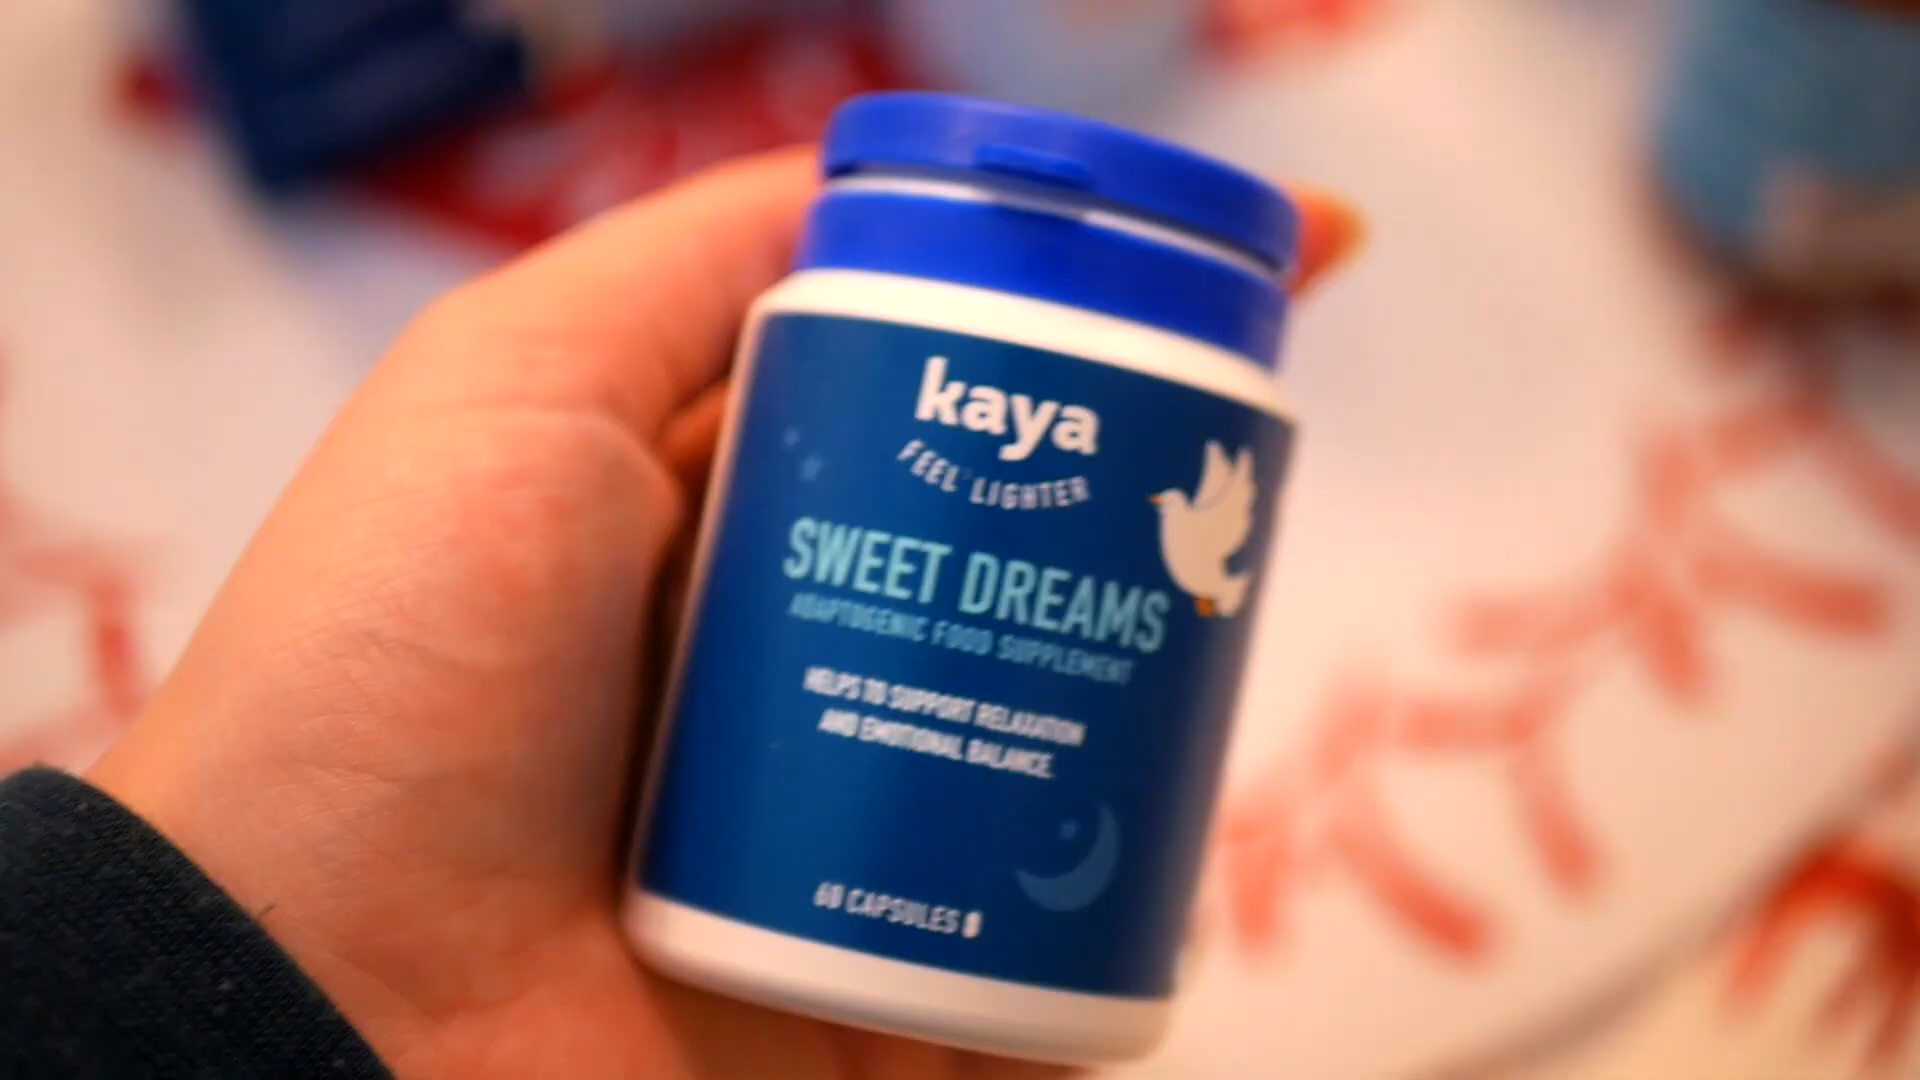 kaya
FEEL LIGHTER
SWEET DREAMS
ADAPTOGENIC FOOD SUPPLEMENT
HELPS TO SUPPORT RELAXATION
AND EMOTIONAL BALANCE.
60 CAPSULES